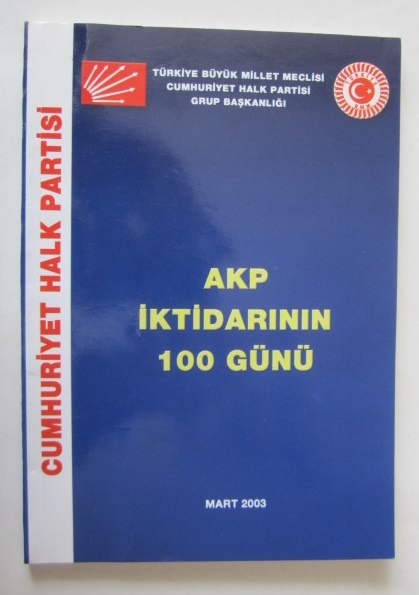 TÜRKİYE BÜYÜK MİLLET MECLİSİ
CUMHURİYET HALK PARTİSİ
GRUP BAŞKANLIĞI
CUMHURİYET HALK PARTİSİ
AKP
İKTİDARININ
100 GÜNÜ
MART 2003